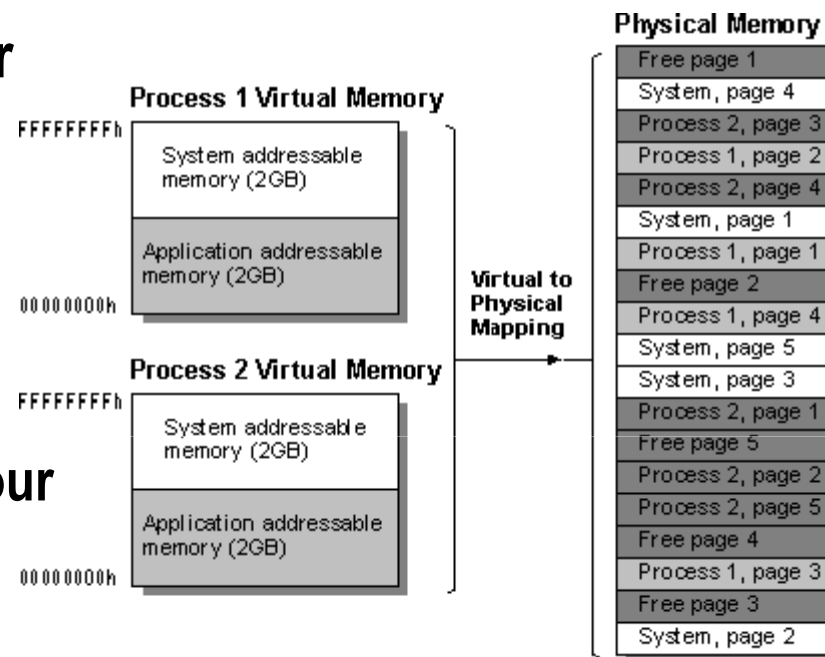 r
our
Process 1 Virtual Memory
FFFFFFFFh
System addressable
memory (2GB)
Application addressable
memory (2GB)
00000000h
Process 2 Virtual Memory
FFFFFFFFh
System addressable
memory (2GB)
Application addressable
memory (2GB)
00000000h
Virtual to
Physical
Mapping
Physical Memory
Free page 1
System, page 4
Process 2, page 3
Process 1, page 2
Process 2, page 4
System, page 1
Process 1, page 1
Free page 2
Process 1, page 4
System, page 5
System, page 3
Process 2, page 1
Free page 5
Process 2, page 2
Process 2, page 5
Free page 4
Process 1, page 3
Free page 3
System, page 2